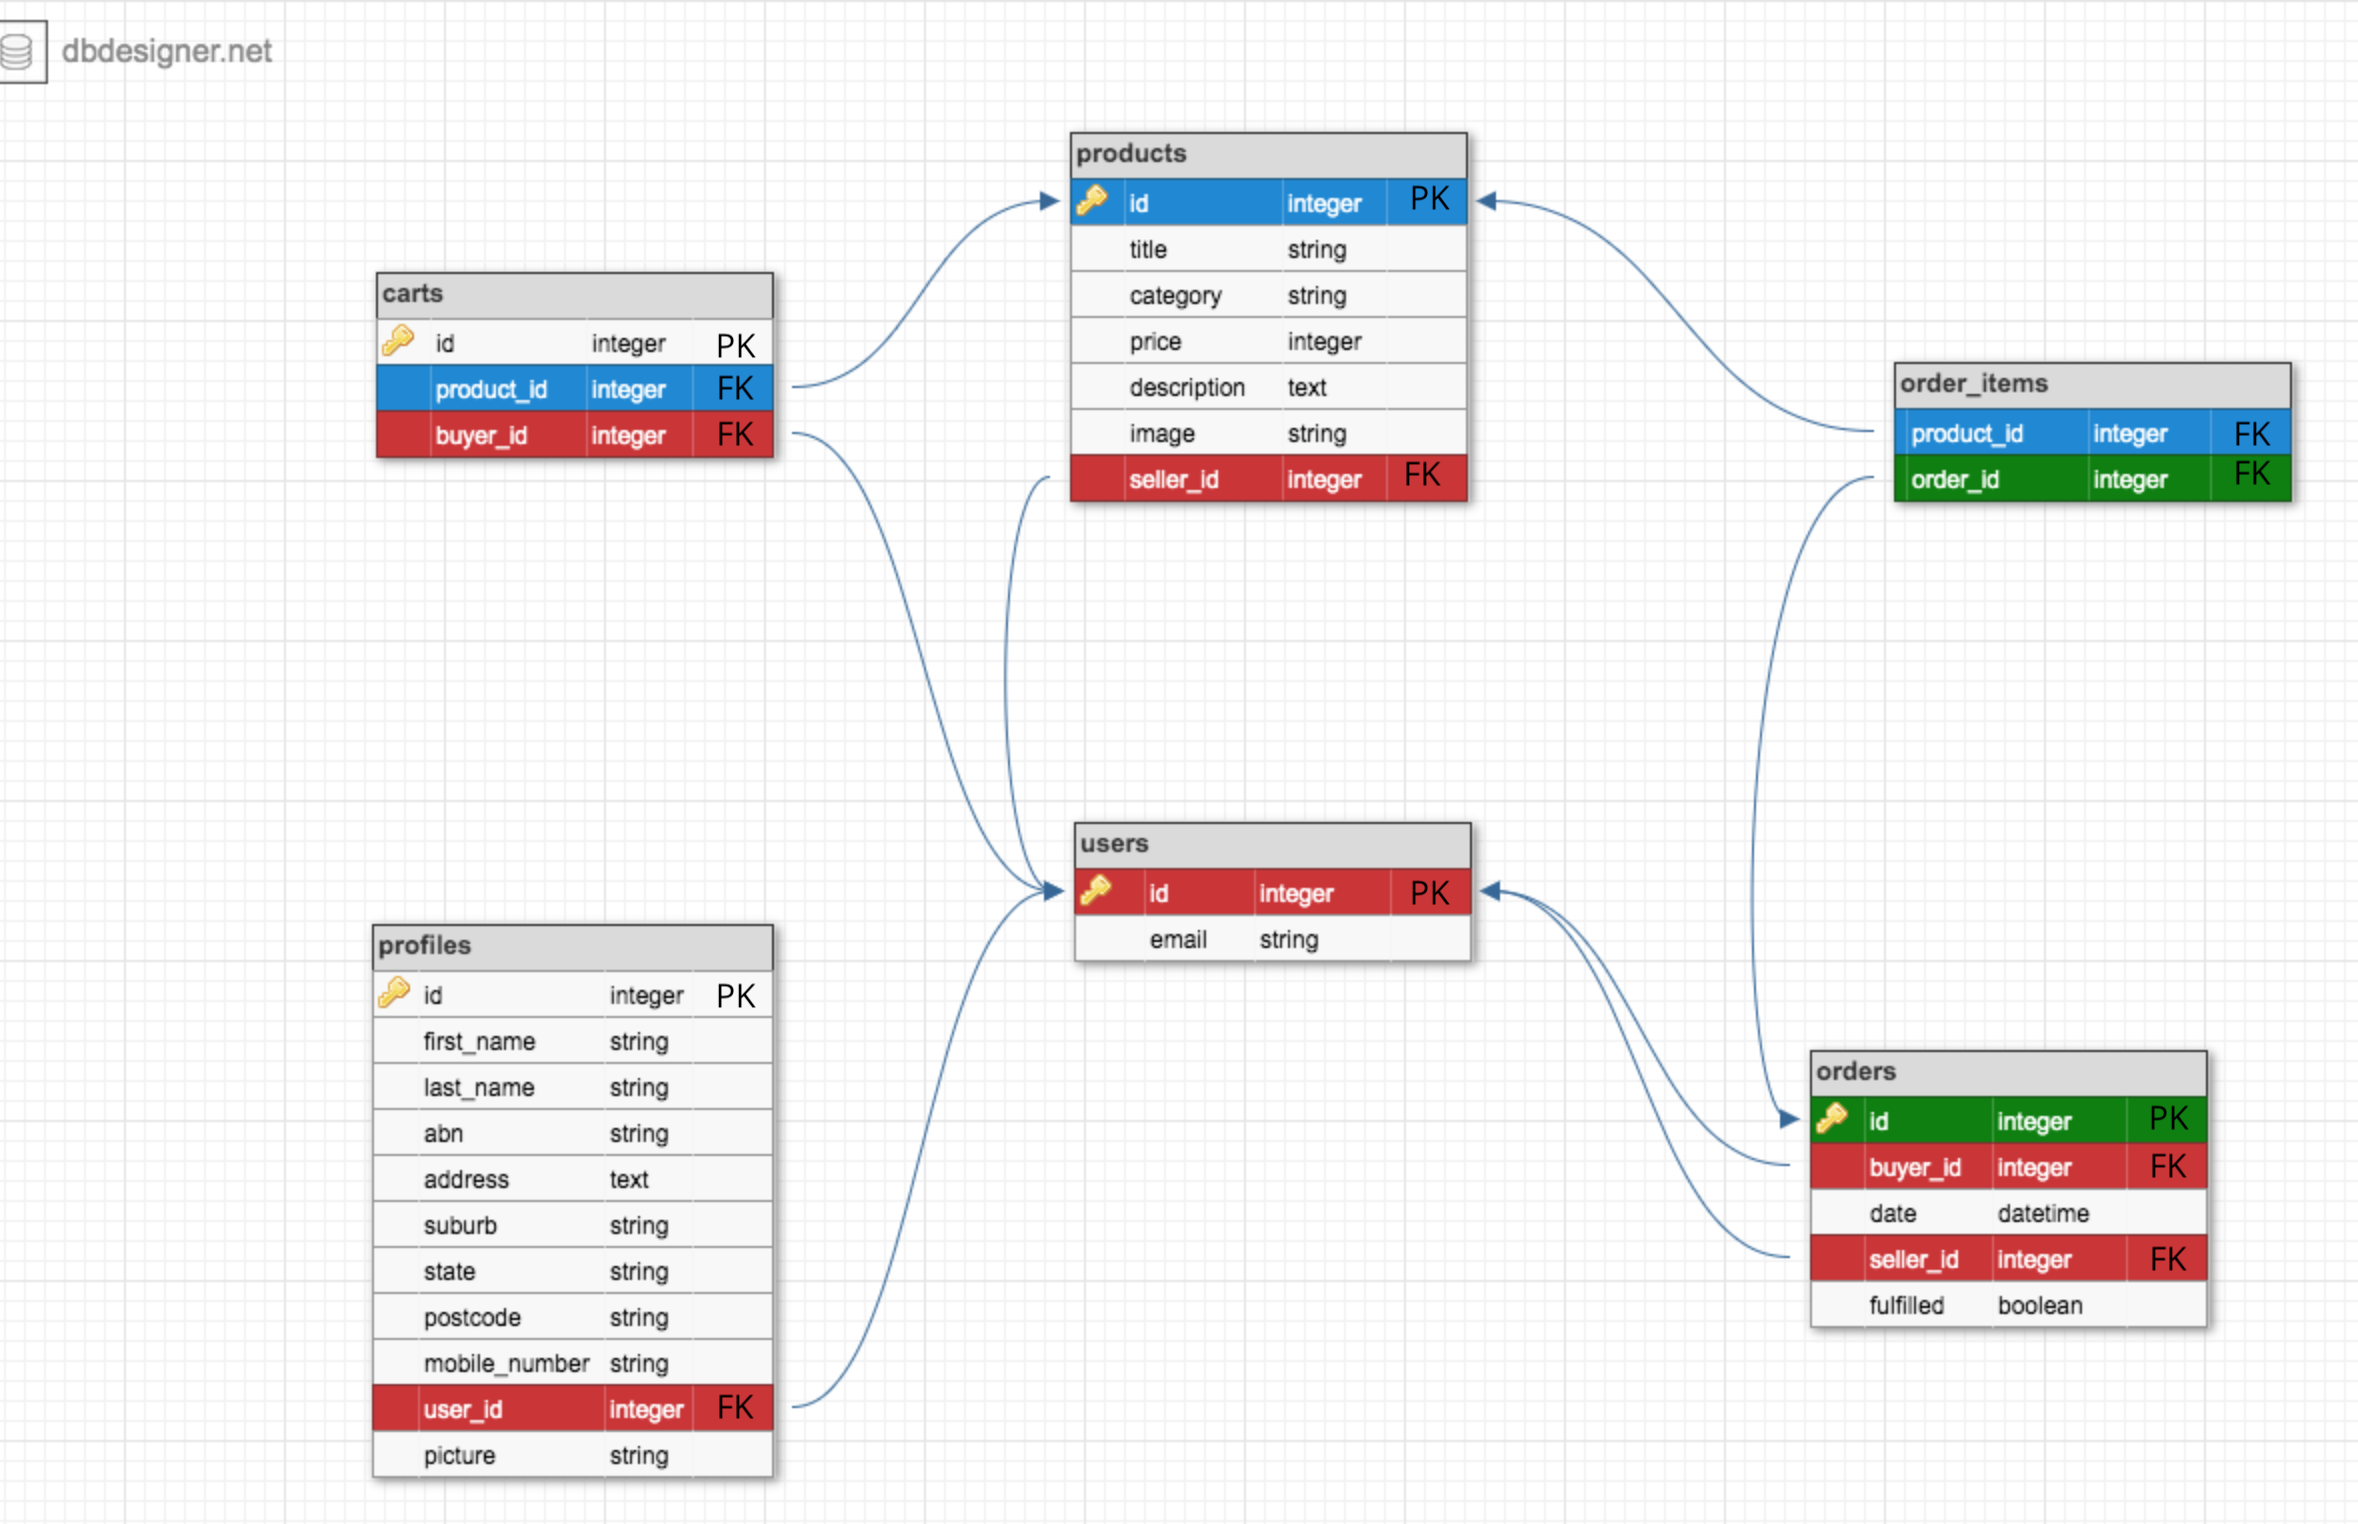 dbdesigner.net
products
id integer PK
title string
category string
price integer
description text
image string
seller_id integer FK
carts
id integer PK
product_id integer FK
buyer_id integer FK
order_items
product_id integer FK
order_id integer FK
users
id integer PK
email string
profiles
id integer PK
first_name string
last_name string
abn string
address text
suburb string
state string
postcode string
mobile_number string
user_id integer FK
picture string
orders
id integer PK
buyer_id integer FK
date datetime
seller_id integer FK
fulfilled boolean